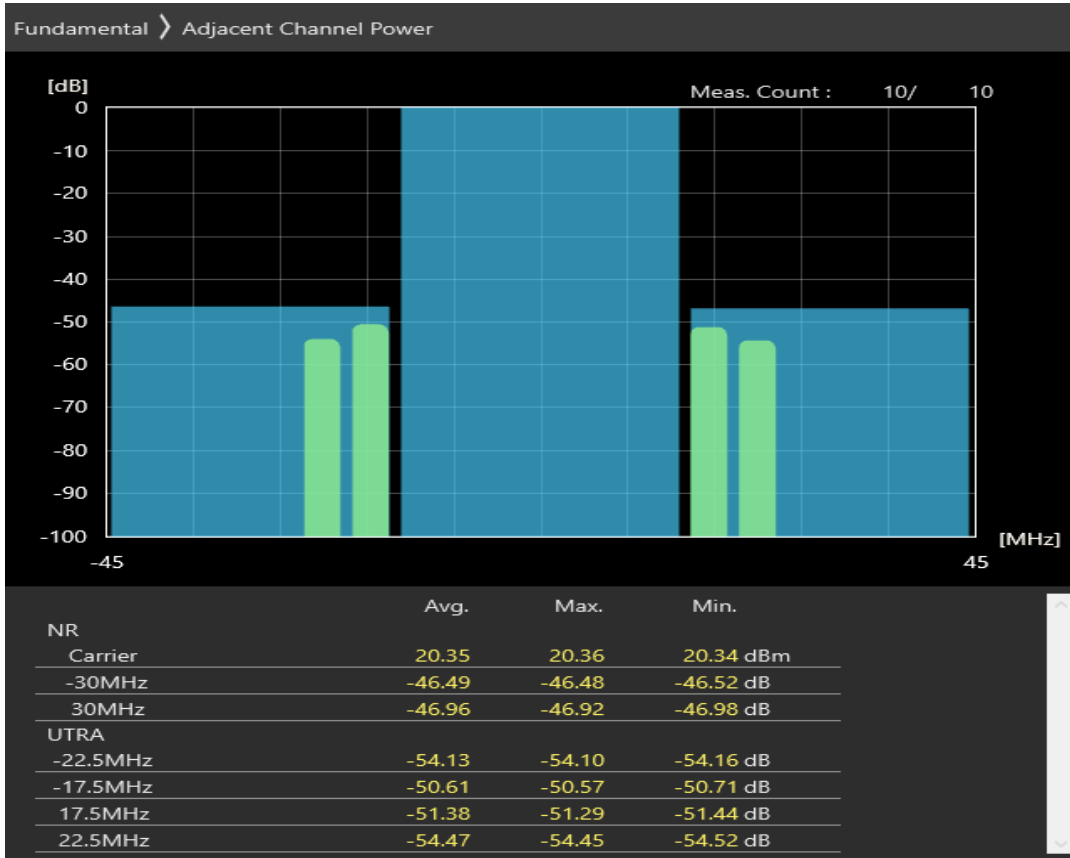 Fundamental ❯ Adjacent Channel Power
[dB]
Meas. Count : 10/ 10
0
-10
-20
-30
-40
-50
-60
-70
-80
-90
-100
[MHz]
-45 45
Avg. Max. Min.
NR
Carrier 20.35 20.36 20.34 dBm
-30MHz -46.49 -46.48 -46.52 dB
30MHz -46.96 -46.92 -46.98 dB
UTRA
-22.5MHz -54.13 -54.10 -54.16 dB
-17.5MHz -50.61 -50.57 -50.71 dB
17.5MHz -51.38 -51.29 -51.44 dB
22.5MHz -54.47 -54.45 -54.52 dB